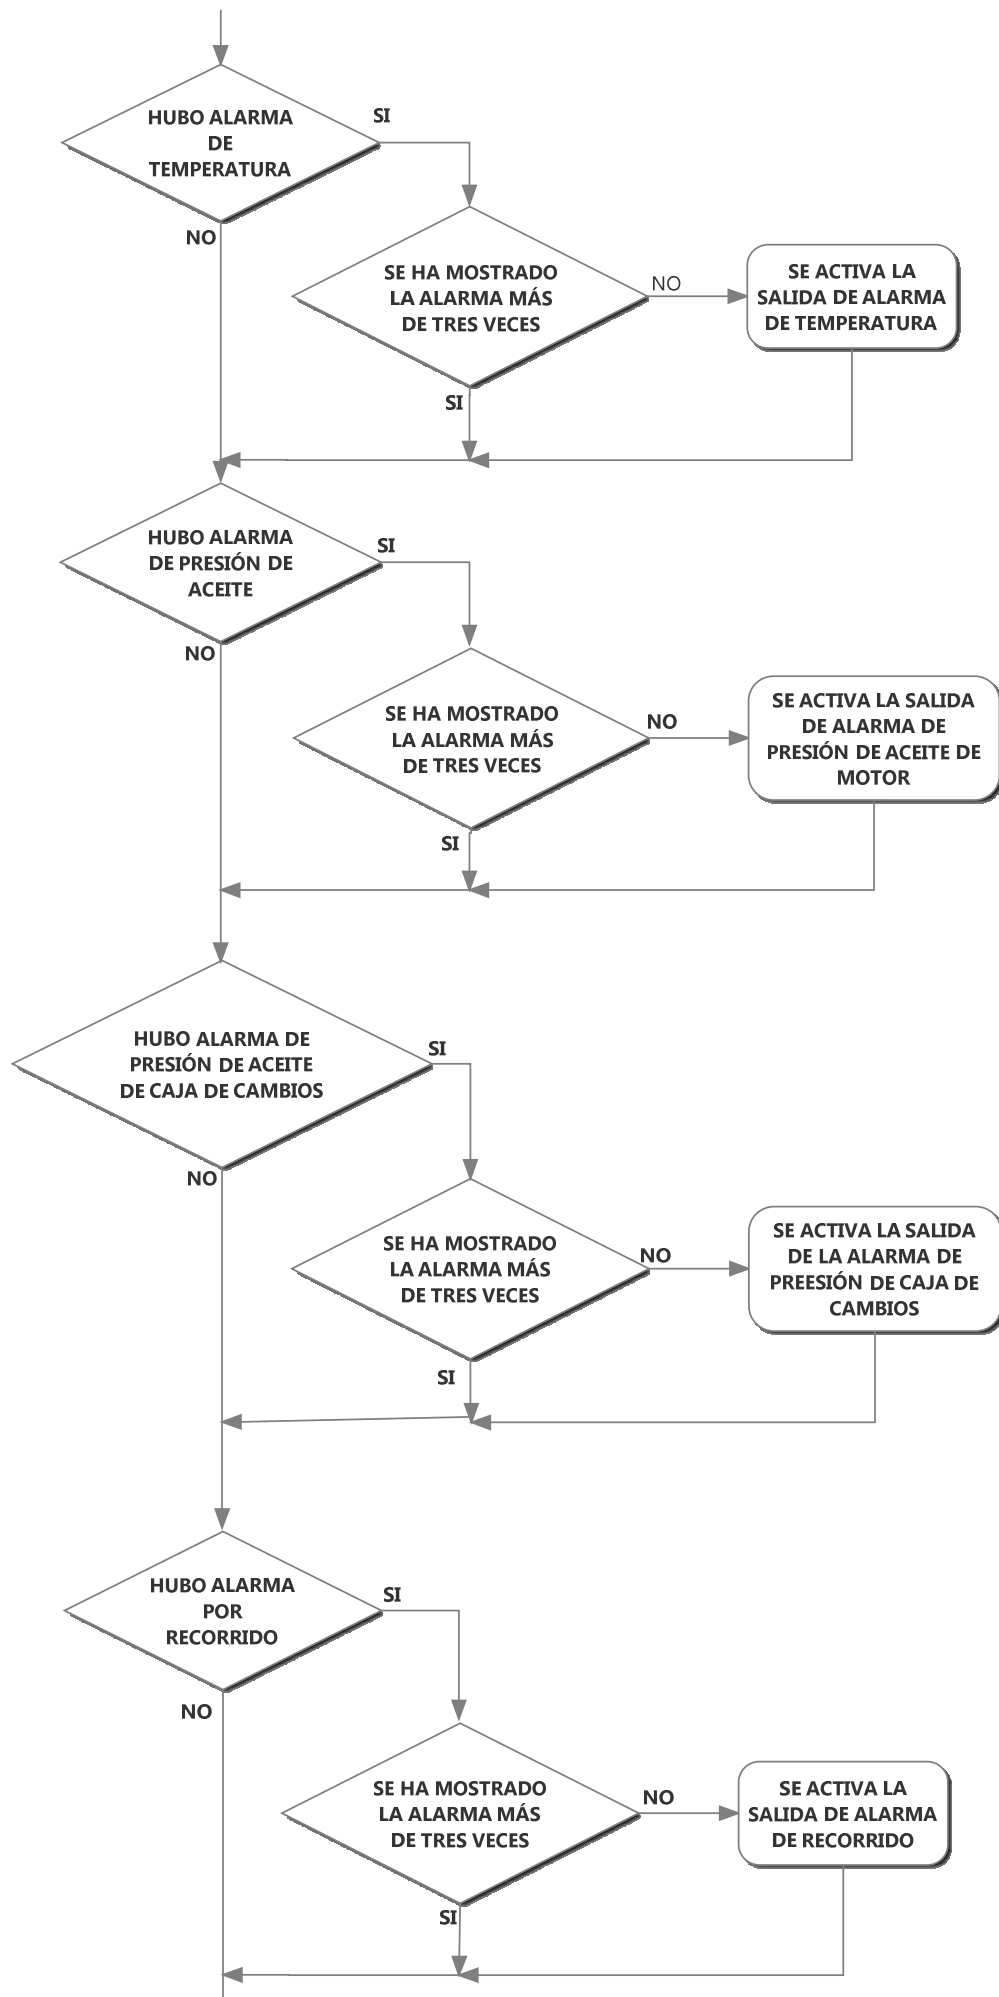 HUBO ALARMA
DE
TEMPERATURA
SI
NO
SE HA MOSTRADO
LA ALARMA MÁS
DE TRES VECES
NO
SI
SE ACTIVA LA
SALIDA DE ALARMA
DE TEMPERATURA
HUBO ALARMA
DE PRESIÓN DE
ACEITE
SI
NO
SE HA MOSTRADO
LA ALARMA MÁS
DE TRES VECES
NO
SI
SE ACTIVA LA SALIDA
DE ALARMA DE
PRESIÓN DE ACEITE DE
MOTOR
HUBO ALARMA DE
PRESIÓN DE ACEITE
DE CAJA DE CAMBIOS
SI
NO
SE HA MOSTRADO
LA ALARMA MÁS
DE TRES VECES
NO
SI
SE ACTIVA LA SALIDA
DE LA ALARMA DE
PREESIÓN DE CAJA DE
CAMBIOS
HUBO ALARMA
POR
RECORRIDO
SI
NO
SE HA MOSTRADO
LA ALARMA MÁS
DE TRES VECES
NO
SI
SE ACTIVA LA
SALIDA DE ALARMA
DE RECORRIDO